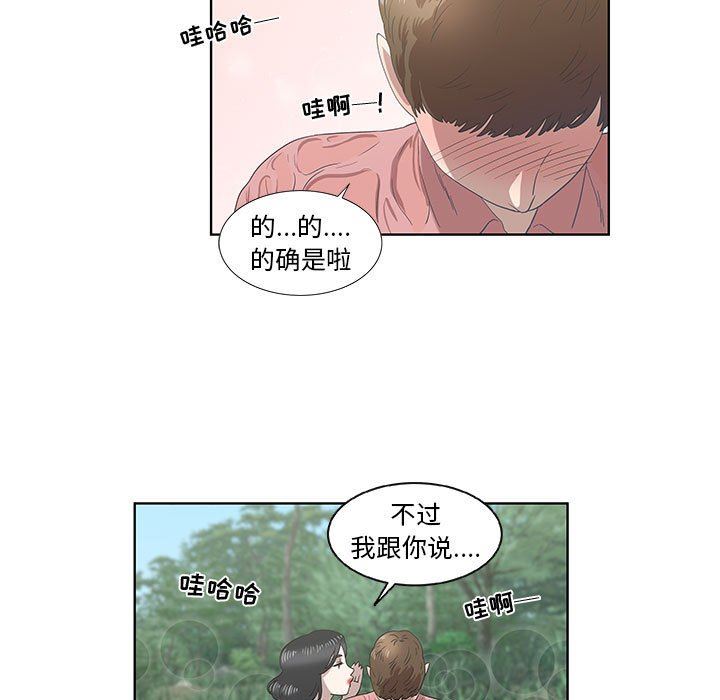 哇哈哈—
哇啊—!
的...的....
的确是啦
不过
我跟你说....
哇哈哈
哇啊—